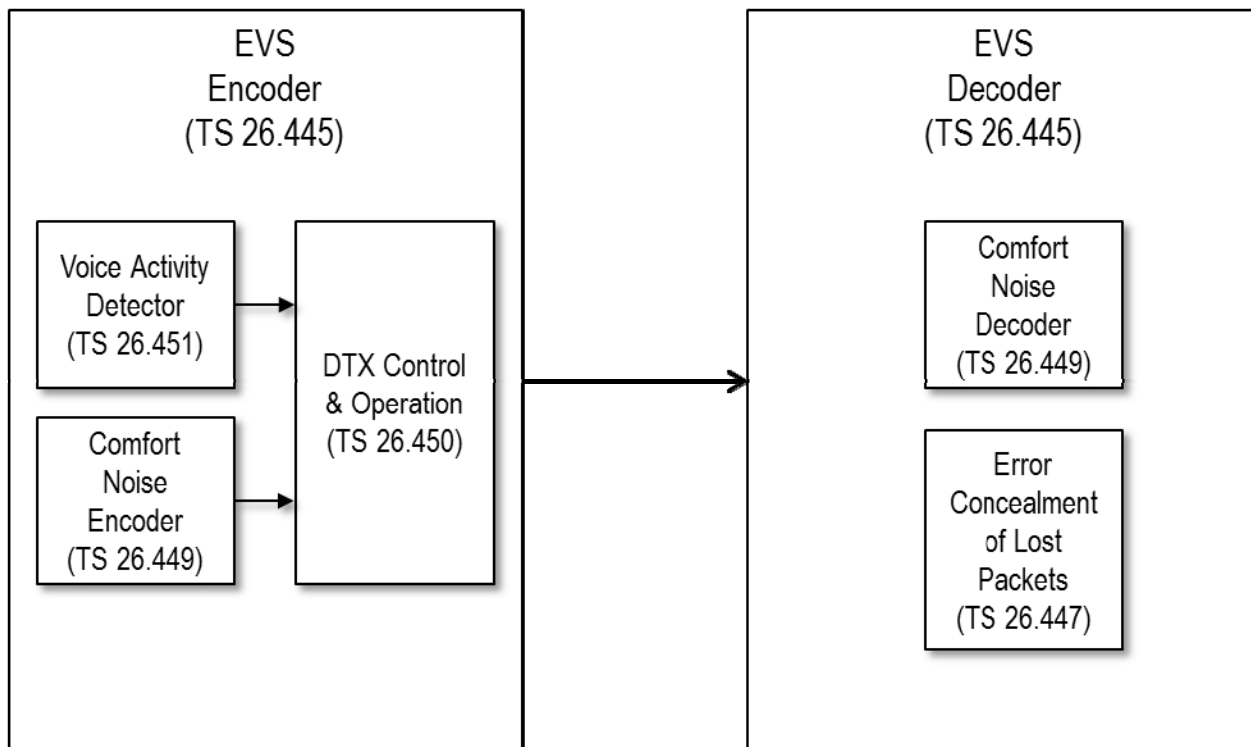 EVS
Encoder
(TS 26.445)
Voice Activity
Detector
(TS 26.451)
Comfort
Noise
Encoder
(TS 26.449)
DTX Control
& Operation
(TS 26.450)
EVS
Decoder
(TS 26.445)
Comfort
Noise
Decoder
(TS 26.449)
Error
Concealment
of Lost
Packets
(TS 26.447)